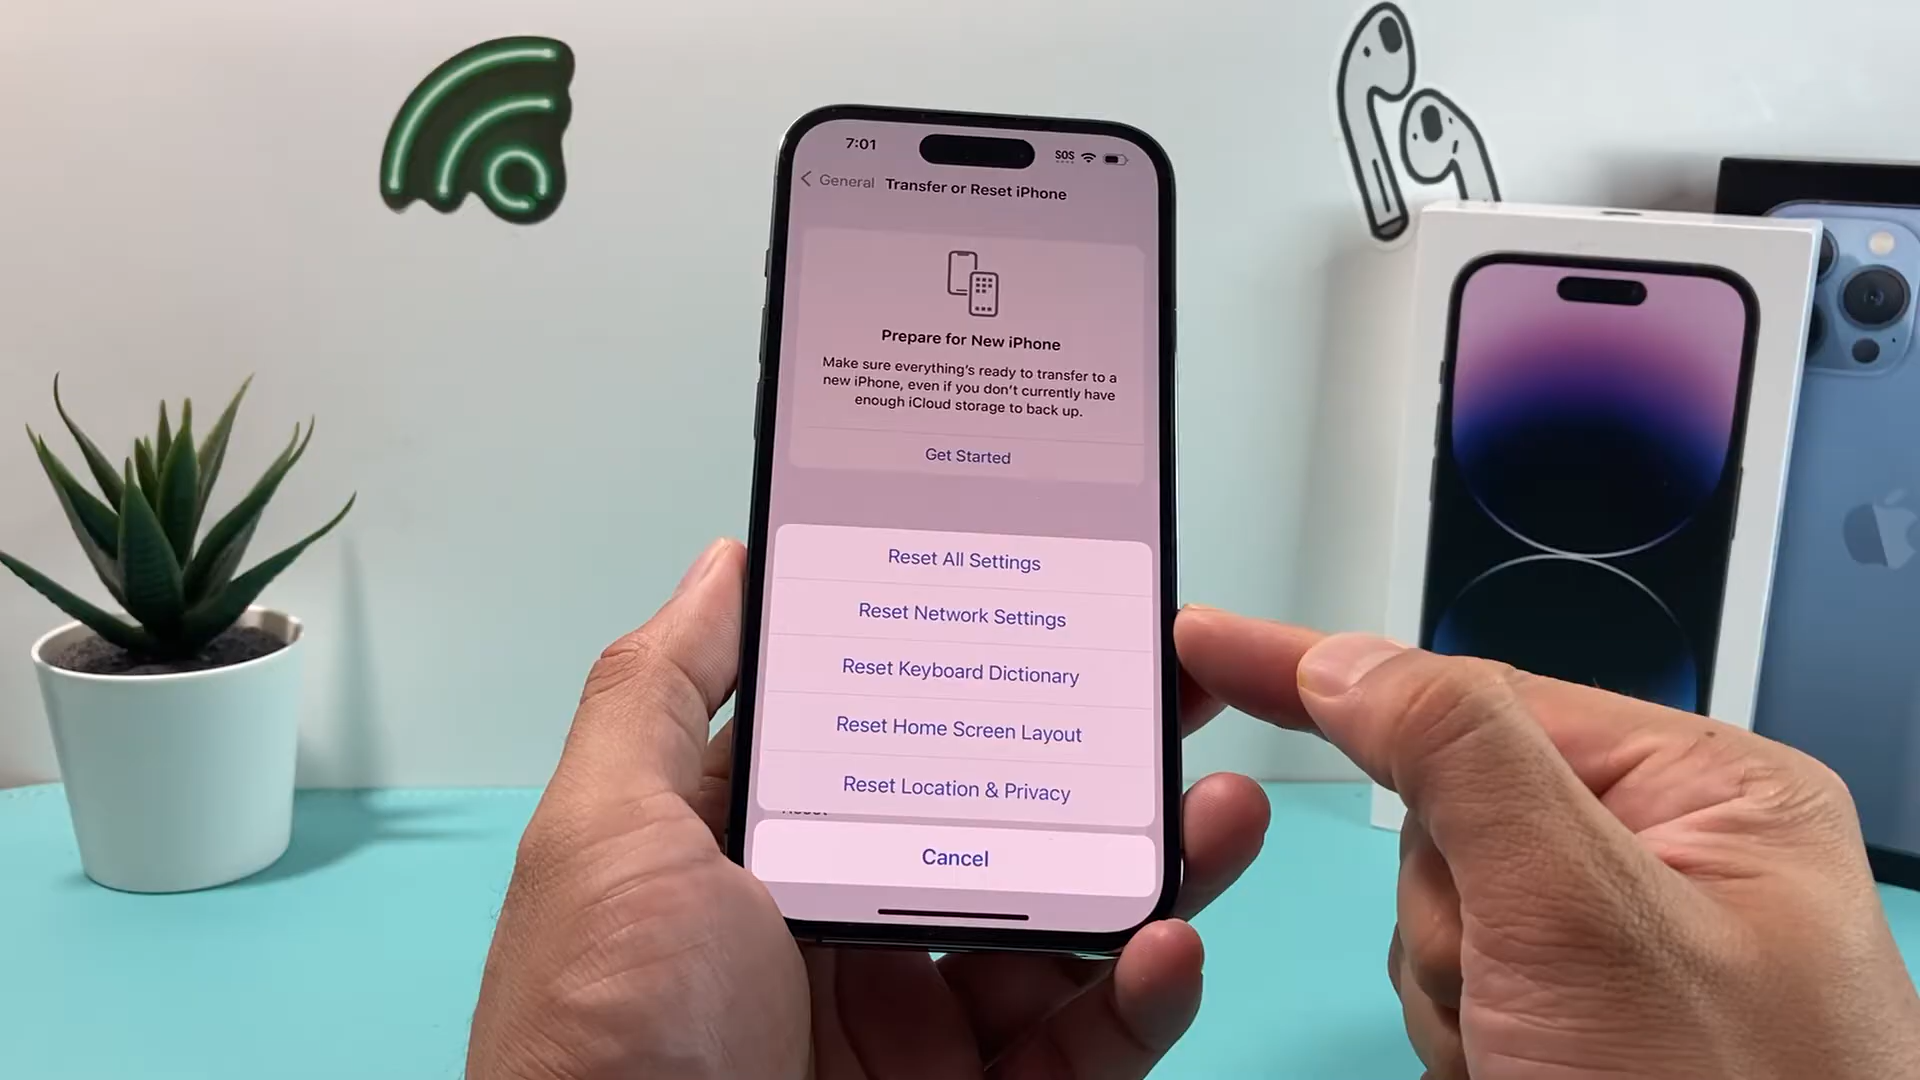 7:01
SOS
General
Transfer or Reset iPhone
Prepare for New iPhone
Make sure everything's ready to transfer to a
new iPhone, even if you don't currently have
enough iCloud storage to back up.
Get Started
Reset All Settings
Reset Network Settings
Reset Keyboard Dictionary
Reset Home Screen Layout
Reset Location & Privacy
Reset
Cancel